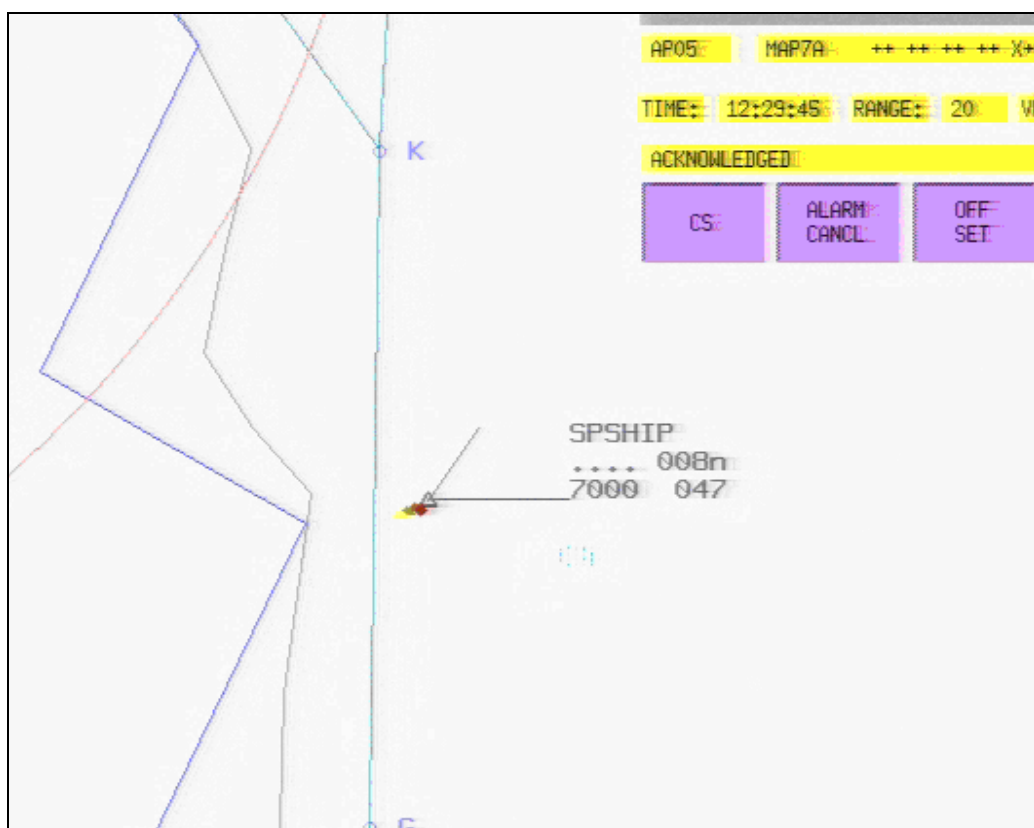 AP05 MAP7A ++ ++ ++ ++ X+
TIME: 12:29:45 RANGE: 20
ACKNOWLEDGED
CS
ALARM
CANCL
OFF
SET
K
SPSHIP
.... 008n
7000 047